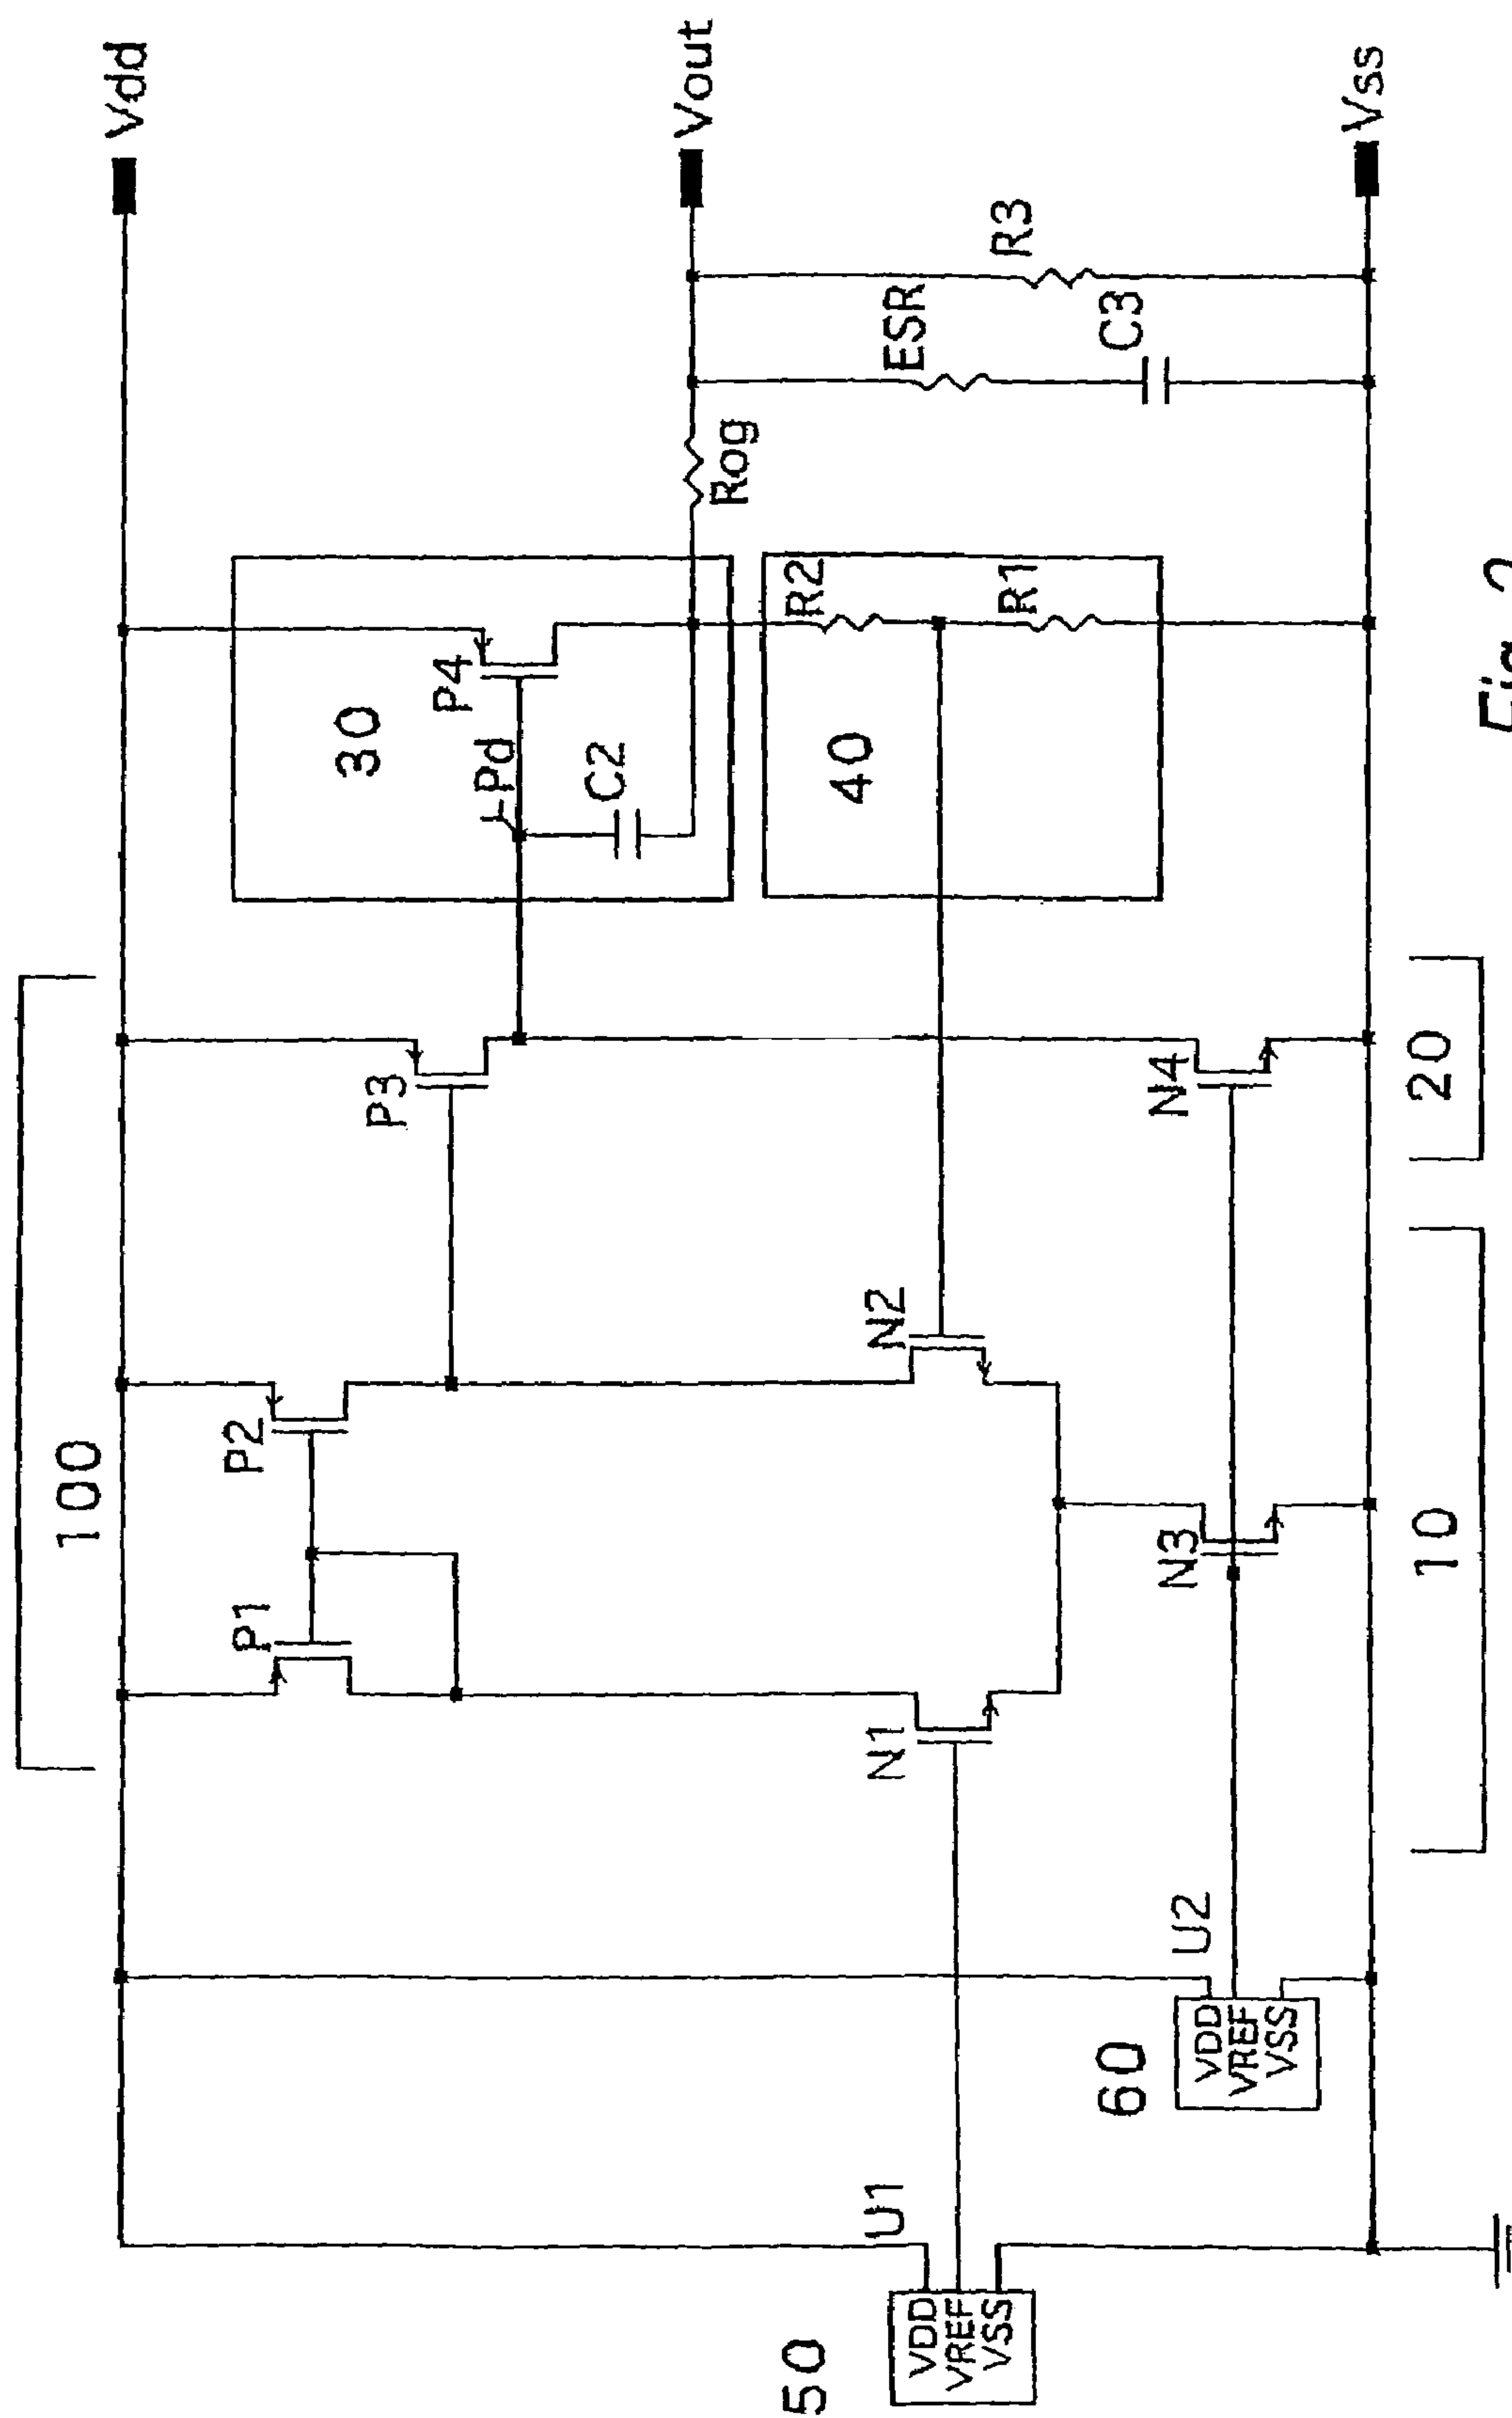 100
Vdd
P1
P2
P3
30
P4
Pd
C2
Rog
Vout
50
U1
VDD
VREF
VSS
N1
N2
40
R2
R1
ESR
R3
C3
60
U2
VDD
VREF
VSS
N3
N4
Vss
10
20